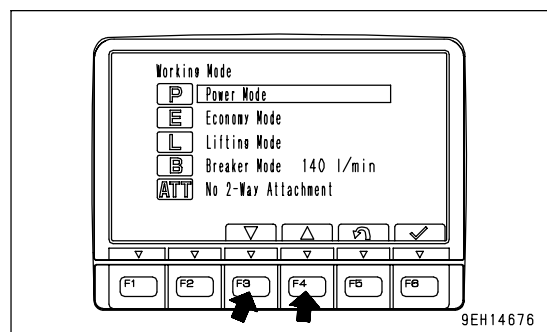 Working Mode
P Power Mode
E Economy Mode
L Lifting Mode
B Breaker Mode 140 l/min
ATT No 2-Way Attachment
F1 F2 F3 F4 F5 F6
9EH14676